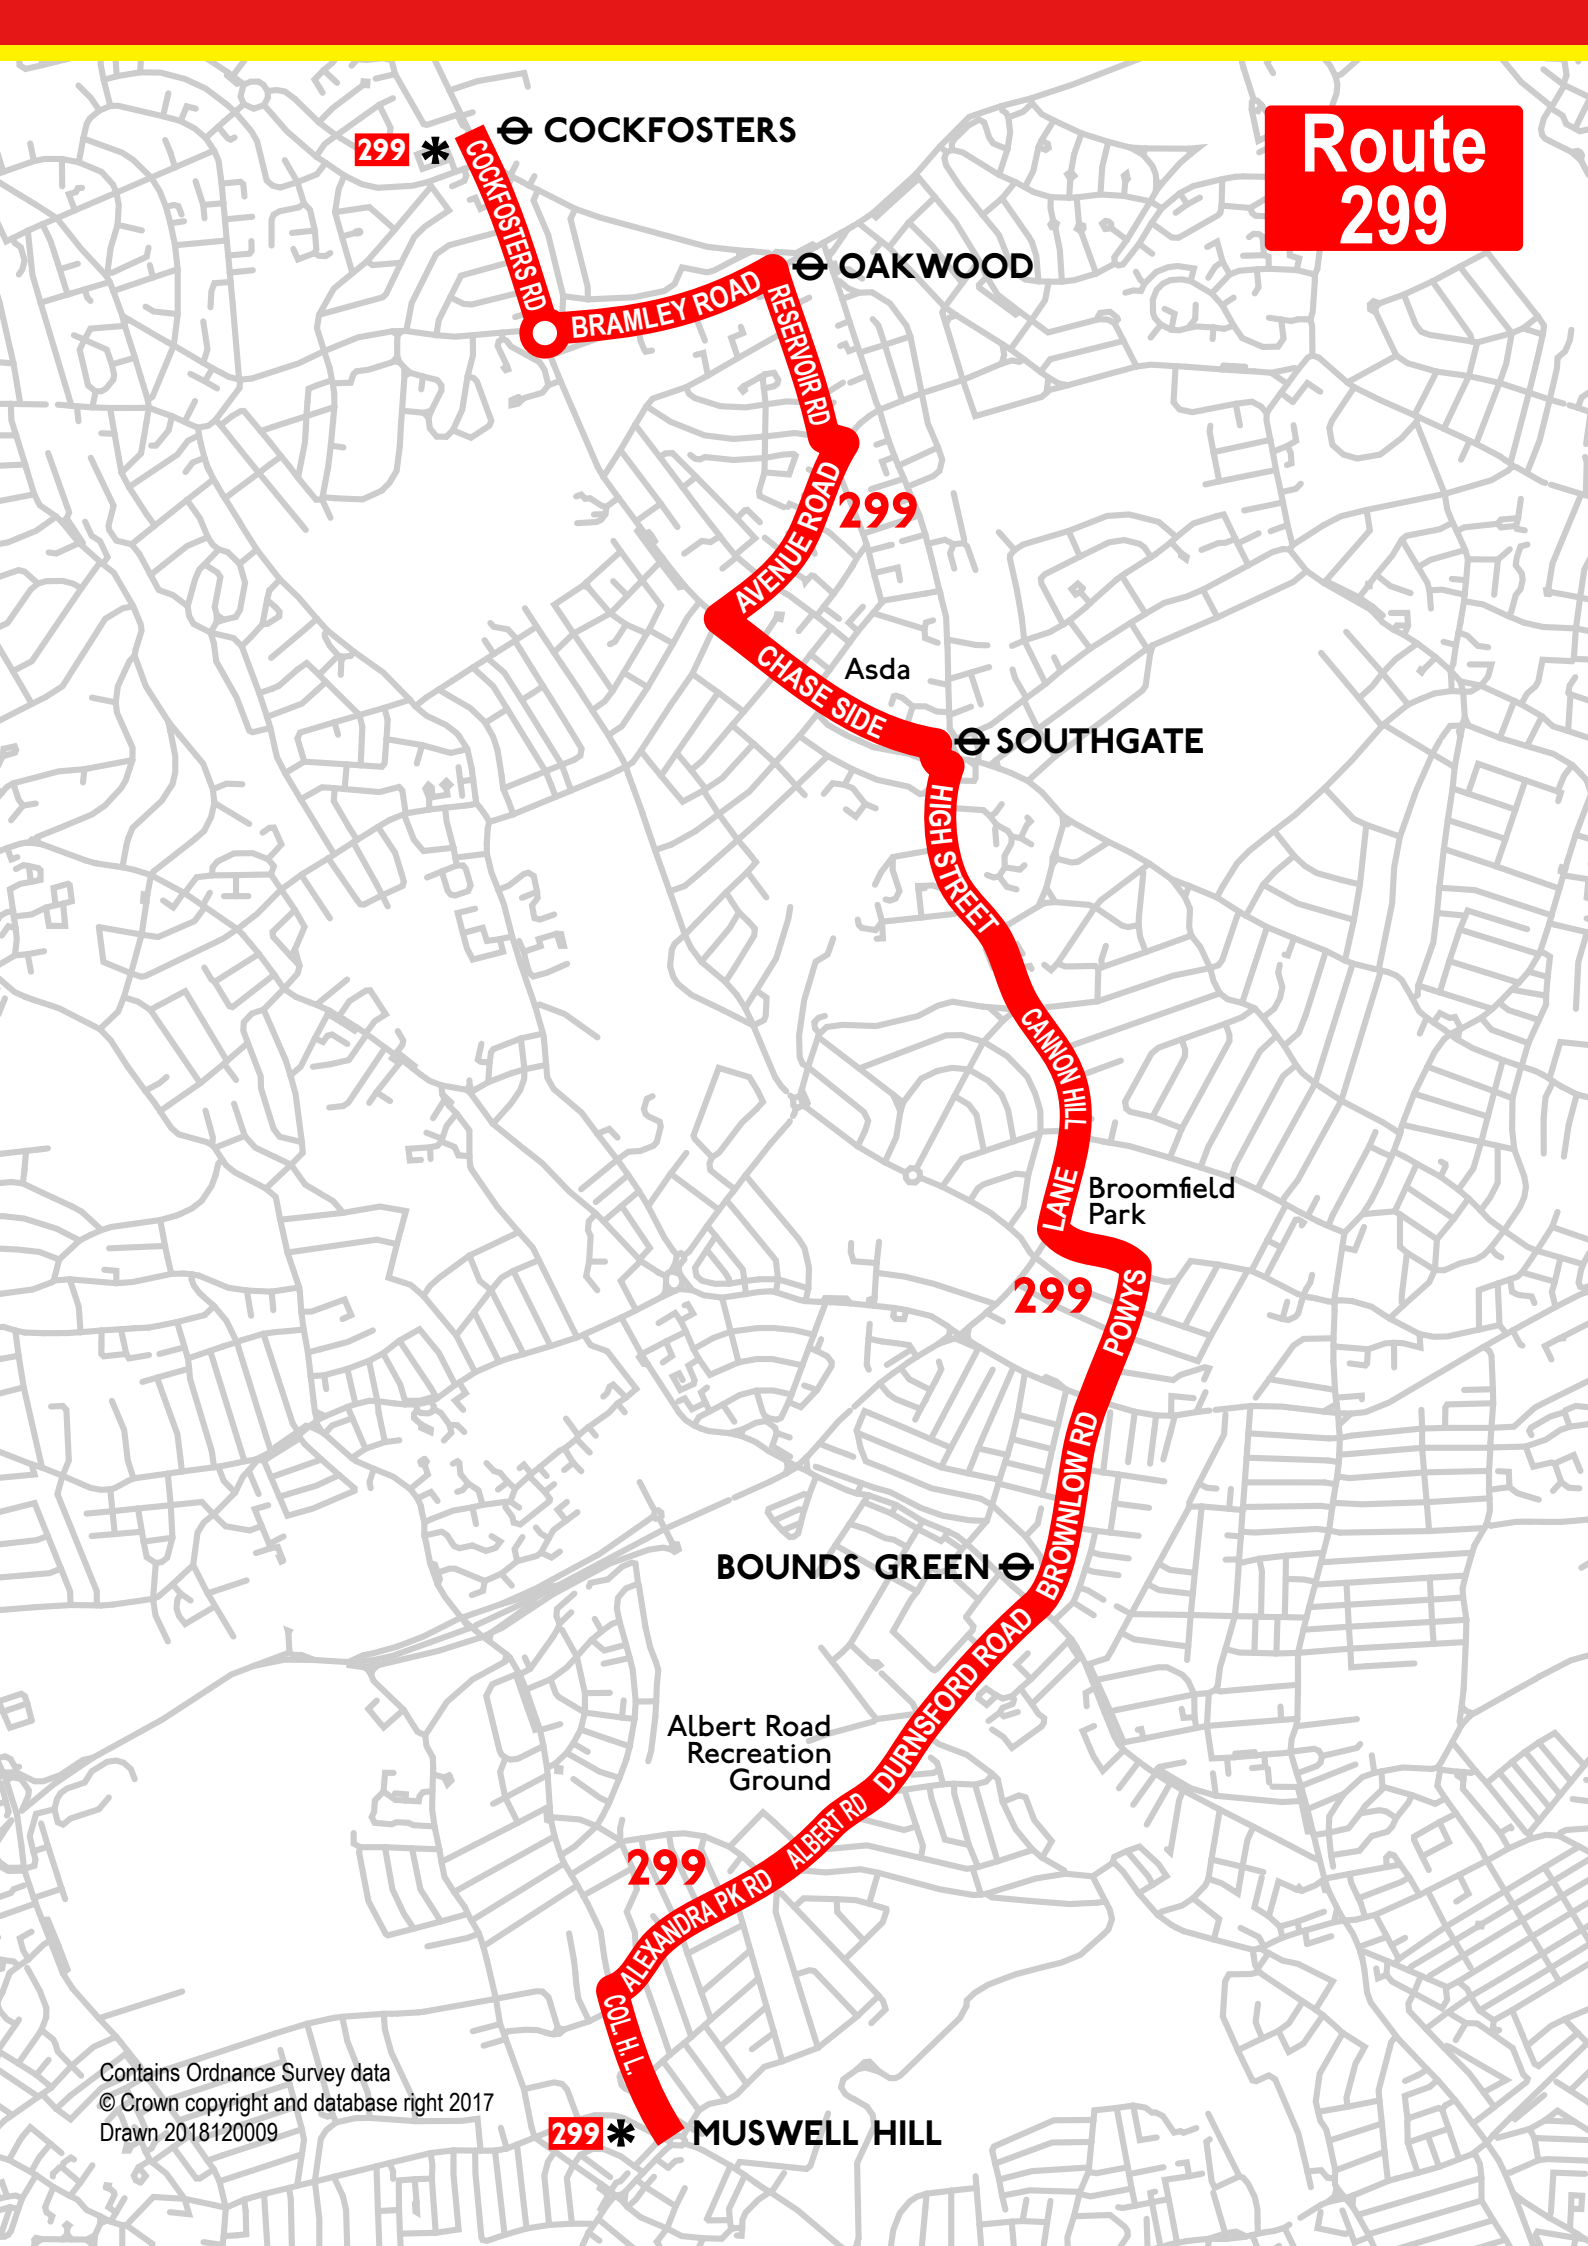 Route
299
COCKFOSTERS
299 *
COCKFOSTERS RD
OAKWOOD
BRAMLEY ROAD
RESERVOIR RD
AVENUE ROAD
299
CHASE SIDE
Asda
SOUTHGATE
HIGH STREET
CANNON HILL
LANE
Broomfield
Park
299
POWYS
BROWNLOW RD
BOUNDS GREEN
DURNSFORD ROAD
Albert Road
Recreation
Ground
ALBERT RD
299
ALEXANDRA PK RD
COL. H. L.
Contains Ordnance Survey data
© Crown copyright and database right 2017
Drawn 2018120009
299 *
MUSWELL HILL